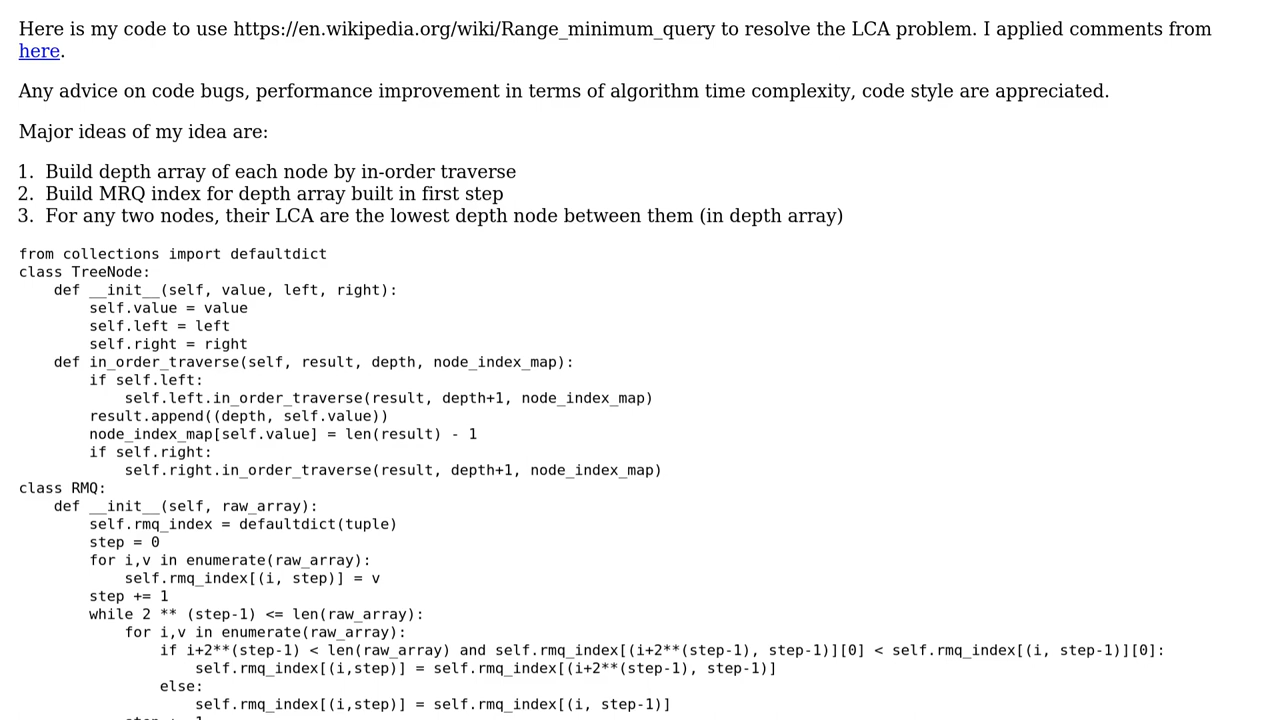 Here is my code to use https://en.wikipedia.org/wiki/Range_minimum_query to resolve the LCA problem. I applied comments from
here.
Any advice on code bugs, performance improvement in terms of algorithm time complexity, code style are appreciated.
Major ideas of my idea are:
1. Build depth array of each node by in-order traverse
2. Build MRQ index for depth array built in first step
3. For any two nodes, their LCA are the lowest depth node between them (in depth array)
from collections import defaultdict
class TreeNode:
    def __init__(self, value, left, right):
        self.value = value
        self.left = left
        self.right = right
    def in_order_traverse(self, result, depth, node_index_map):
        if self.left:
            self.left.in_order_traverse(result, depth+1, node_index_map)
        result.append((depth, self.value))
        node_index_map[self.value] = len(result) - 1
        if self.right:
            self.right.in_order_traverse(result, depth+1, node_index_map)
class RMQ:
    def __init__(self, raw_array):
        self.rmq_index = defaultdict(tuple)
        step = 0
        for i,v in enumerate(raw_array):
            self.rmq_index[(i, step)] = v
        step += 1
        while 2 ** (step-1) <= len(raw_array):
            for i,v in enumerate(raw_array):
                if i+2**(step-1) < len(raw_array) and self.rmq_index[(i+2**(step-1), step-1)][0] < self.rmq_index[(i, step-1)][0]:
                    self.rmq_index[(i,step)] = self.rmq_index[(i+2**(step-1), step-1)]
                else:
                    self.rmq_index[(i,step)] = self.rmq_index[(i, step-1)]